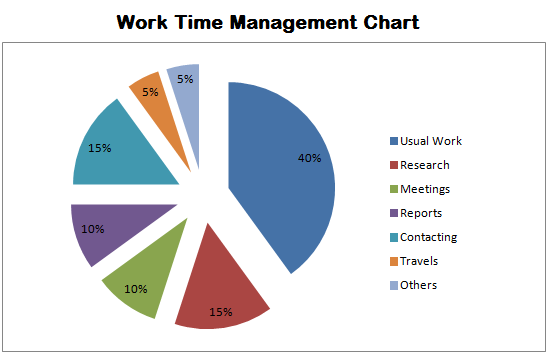 Work Time Management Chart
5%
5%
40%
15%
10%
10%
15%
Usual Work
Research
Meetings
Reports
Contacting
Travels
Others